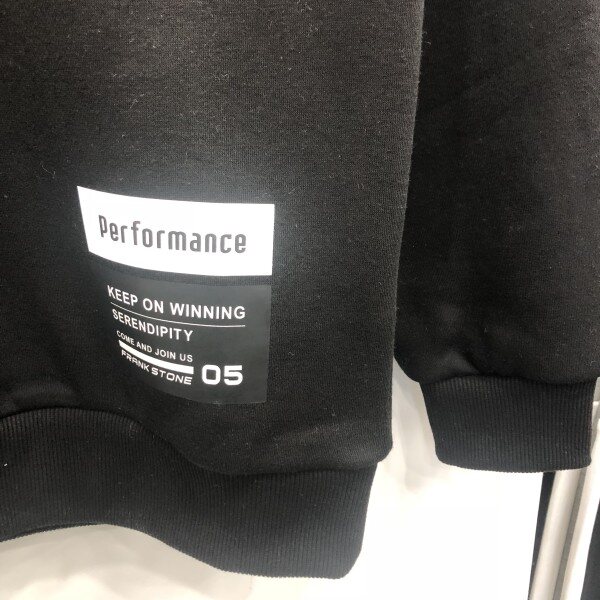 Performance
KEEP ON WINNING
SERENDIPITY
COME AND JOIN US
FRANK STONE 05